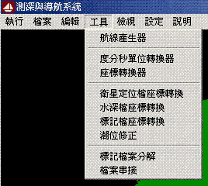 測深與導航系統
執行 檔案 編輯 工具 檢視 設定 說明
航線產生器
度分秒單位轉換器
座標轉換器
衛星定位檔座標轉換
水深檔座標轉換
標記檔座標轉換
潮位修正
標記檔案分解
檔案串接